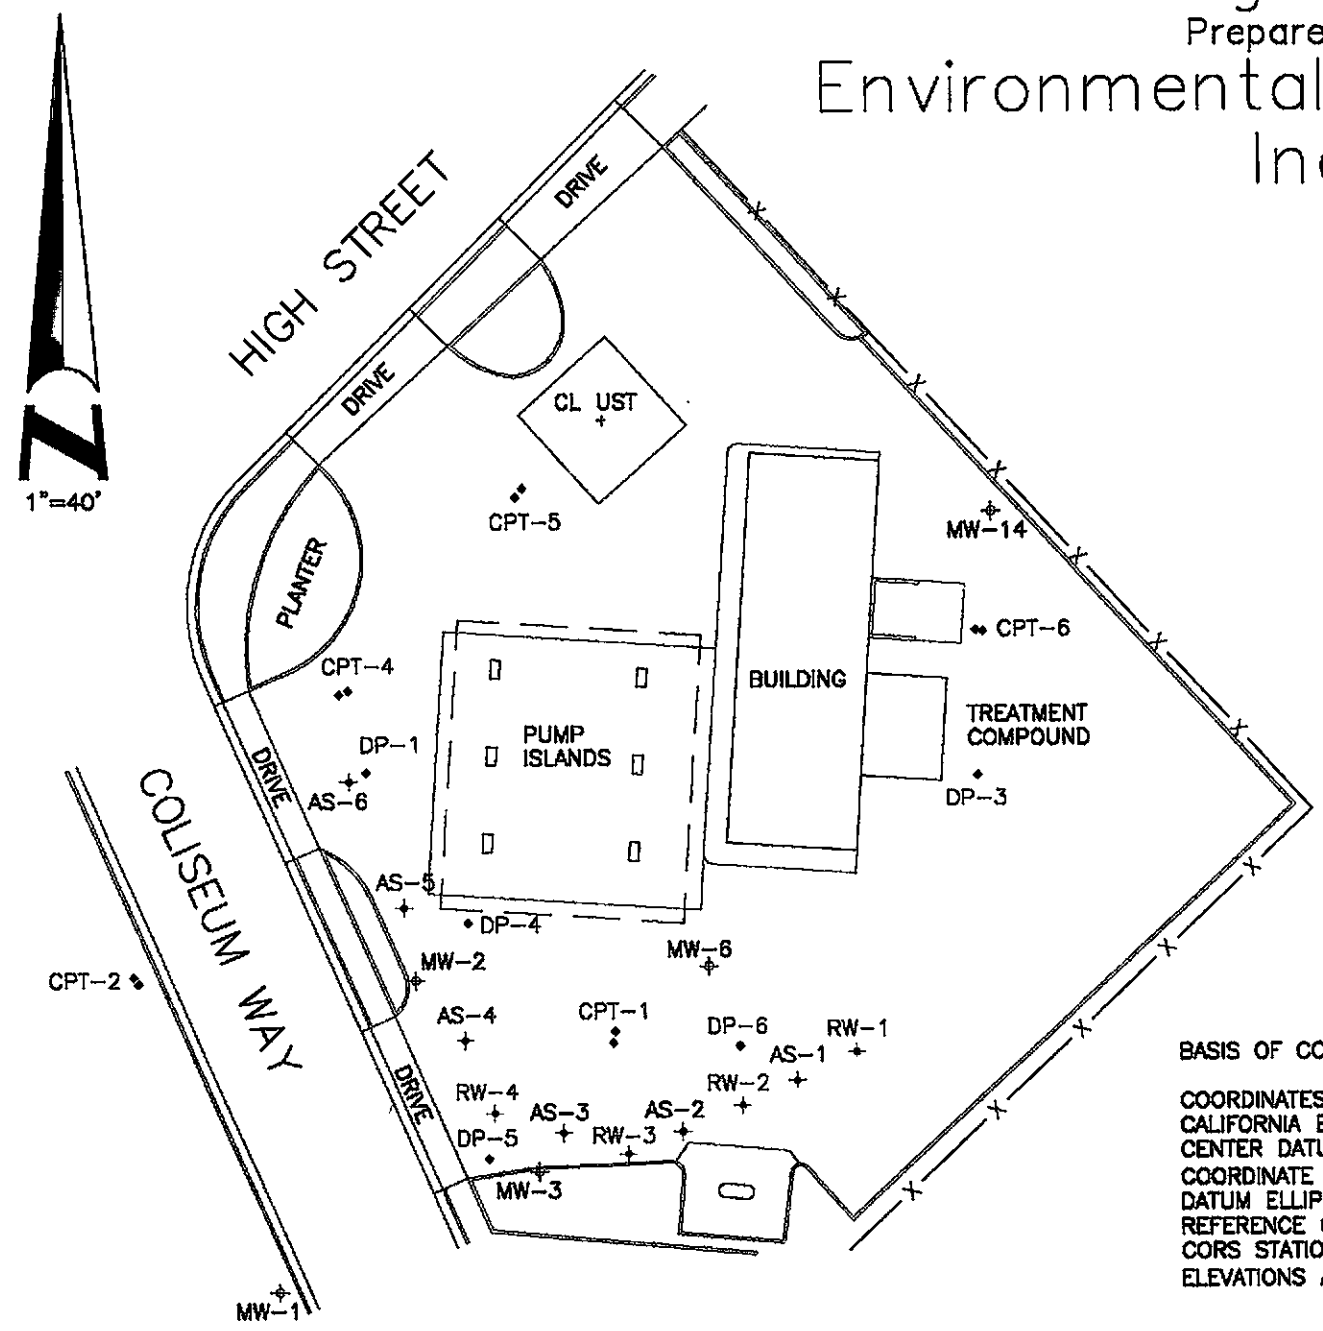 Prepare
Environmental
In
HIGH STREET
DRIVE
DRIVE
CL UST
1"=40'
CPT-5
MW-14
PLANTER
CPT-6
CPT-4
BUILDING
TREATMENT
COMPOUND
PUMP
ISLANDS
DP-1
DRIVE
AS-6
DP-3
COLISEUM WAY
AS-5
DP-4
MW-6
MW-2
CPT-2
AS-4
CPT-1
DP-6
RW-1
AS-1
BASIS OF CO
DRIVE
RW-4
RW-2
COORDINATES
AS-3
AS-2
CALIFORNIA
DP-5
RW-3
CENTER DATU
MW-3
COORDINATE
DATUM ELLIP
REFERENCE
CORS STATIO
ELEVATIONS
MW-1